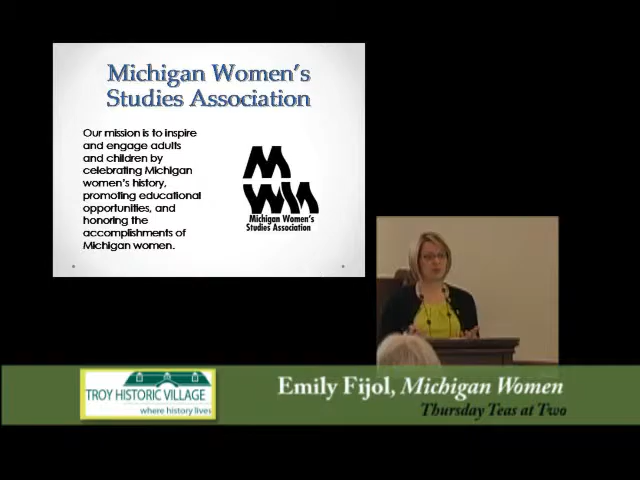 Michigan Women's
Studies Association
Our mission is to inspire
and engage adults
and children by
celebrating Michigan
women's history,
promoting educational
opportunities, and
honoring the
accomplishments of
Michigan women.
Michigan Women's
Studies Association
TROY HISTORIC VILLAGE
where history lives
Emily Fijol, Michigan Women
Thursday Teas at Two